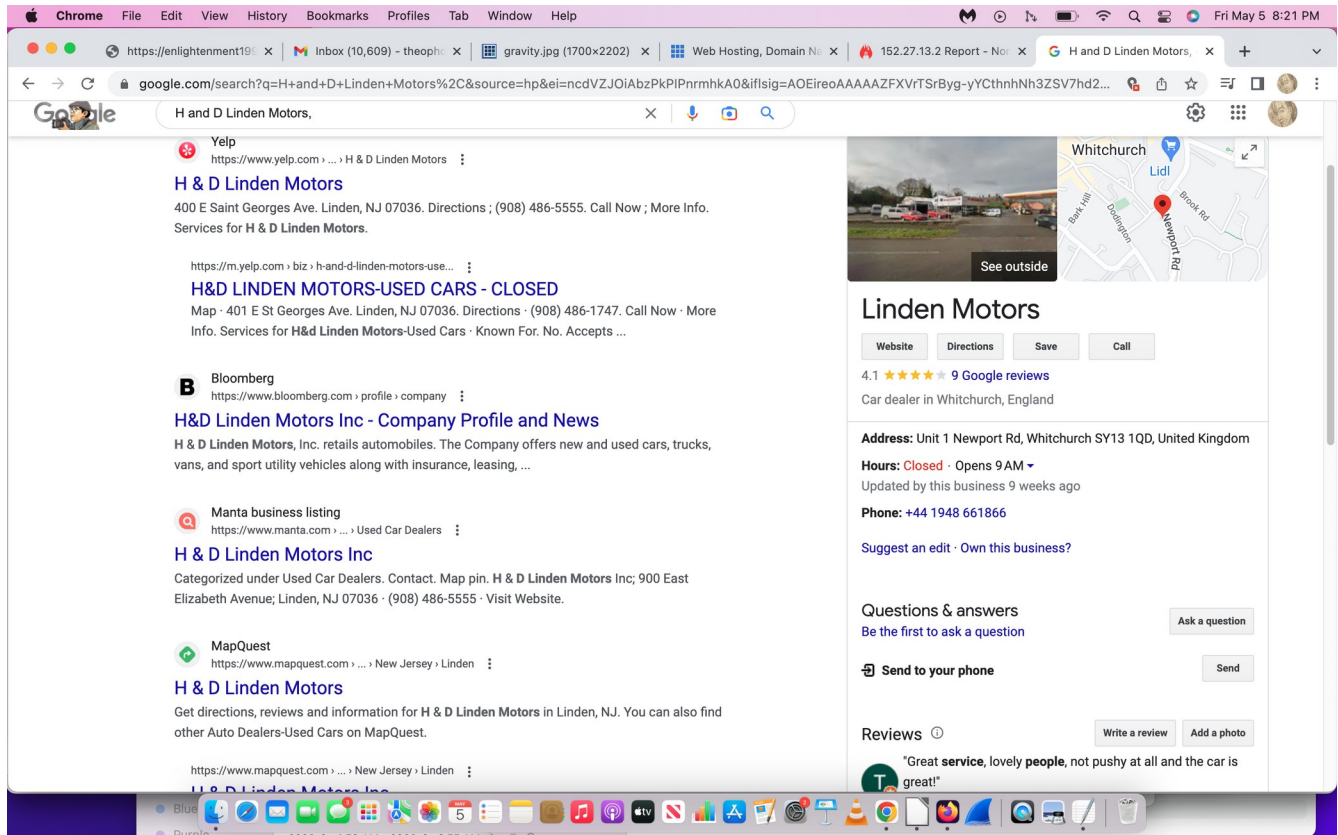 Chrome File Edit View History Bookmarks Profiles Tab Window Help Fri May 5 8:21 PM
https://enlightenment199 Inbox (10,609) - theopho gravity.jpg (1700×2202) Web Hosting, Domain Na 152.27.13.2 Report - Nor H and D Linden Motors,
google.com/search?q=H+and+D+Linden+Motors%2C&source=hp&ei=ncdVZJOiAbzPkPIPnrmhkA0&iflsig=AOEireoAAAAAZFXVrTSrByg-yYCthnhNh3ZSV7hd2...
H and D Linden Motors,
Yelp
https://www.yelp.com › ... › H & D Linden Motors
H & D Linden Motors
400 E Saint Georges Ave. Linden, NJ 07036. Directions ; (908) 486-5555. Call Now ; More Info.
Services for H & D Linden Motors.
https://m.yelp.com › biz › h-and-d-linden-motors-use...
H&D LINDEN MOTORS-USED CARS - CLOSED
Map · 401 E St Georges Ave. Linden, NJ 07036. Directions · (908) 486-1747. Call Now · More
Info. Services for H&d Linden Motors-Used Cars · Known For. No. Accepts ...
B
Bloomberg
https://www.bloomberg.com › profile › company
H&D Linden Motors Inc - Company Profile and News
H & D Linden Motors, Inc. retails automobiles. The Company offers new and used cars, trucks,
vans, and sport utility vehicles along with insurance, leasing, ...
Manta business listing
https://www.manta.com › ... › Used Car Dealers
H & D Linden Motors Inc
Categorized under Used Car Dealers. Contact. Map pin. H & D Linden Motors Inc; 900 East
Elizabeth Avenue; Linden, NJ 07036 · (908) 486-5555 · Visit Website.
MapQuest
https://www.mapquest.com › ... › New Jersey › Linden
H & D Linden Motors
Get directions, reviews and information for H & D Linden Motors in Linden, NJ. You can also find
other Auto Dealers-Used Cars on MapQuest.
https://www.mapquest.com › ... › New Jersey › Linden
H & D Linden Motors Inc
See outside
Whitchurch
Lidl
Bark Hill
Dodington
Brook Rd
Newport Rd
Linden Motors
Website Directions Save Call
4.1 9 Google reviews
Car dealer in Whitchurch, England
Address: Unit 1 Newport Rd, Whitchurch SY13 1QD, United Kingdom
Hours: Closed · Opens 9 AM
Updated by this business 9 weeks ago
Phone: +44 1948 661866
Suggest an edit · Own this business?
Questions & answers
Be the first to ask a question
Ask a question
Send to your phone
Send
Reviews
Write a review
Add a photo
T
"Great service, lovely people, not pushy at all and the car is
great!"
Blue
MAY
5
tv